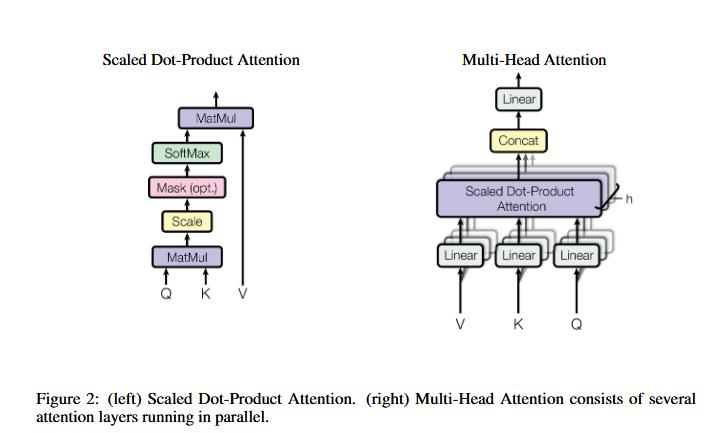 Scaled Dot-Product Attention
MatMul
SoftMax
Mask (opt.)
Scale
MatMul
Q K V
Multi-Head Attention
Linear
Concat
Scaled Dot-Product
Attention
h
Linear Linear Linear
V K Q
Figure 2: (left) Scaled Dot-Product Attention. (right) Multi-Head Attention consists of several
attention layers running in parallel.